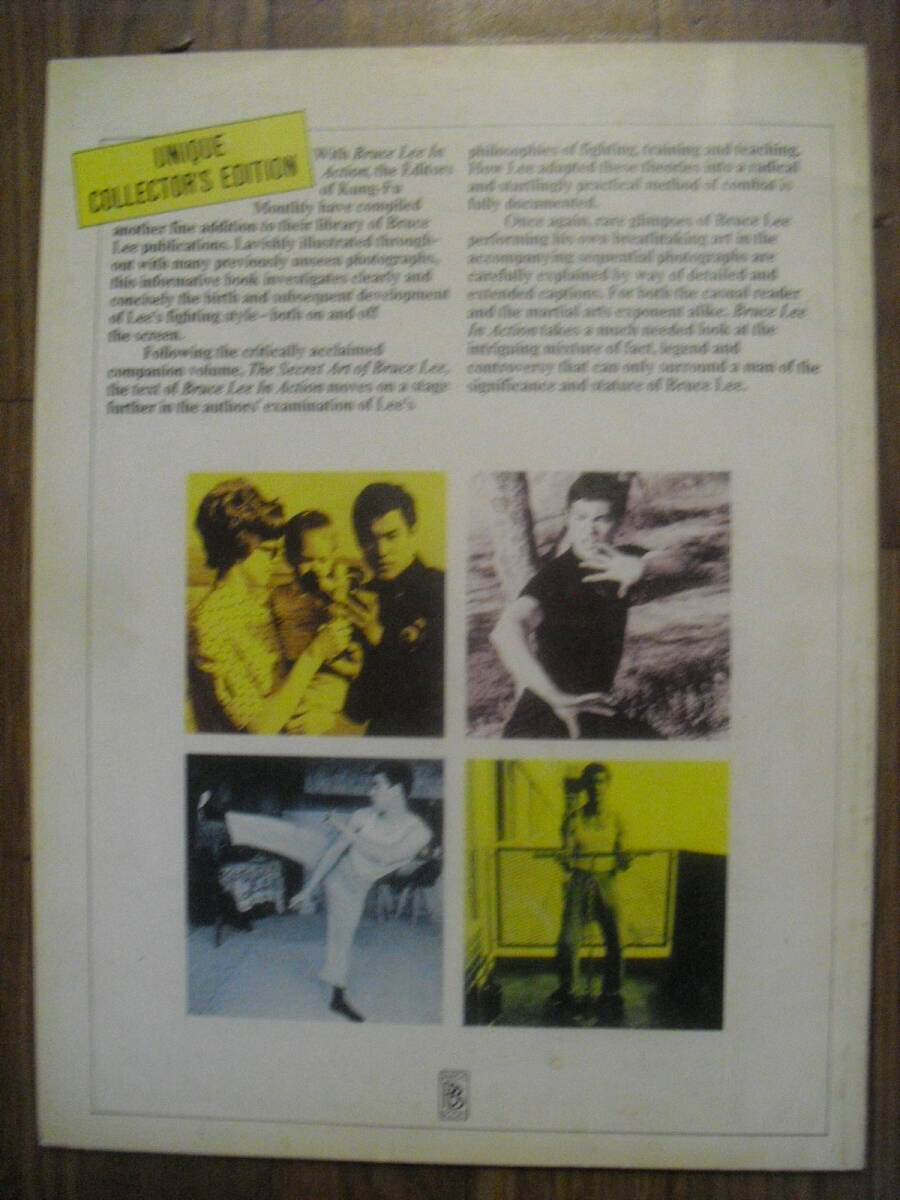 UNIQUE
COLLECTOR'S EDITION
With Bruce Lee In
Action, the Editors
of Kung-Fu
Monthly have compiled
another fine addition to their library of Bruce
Lee publications. Lavishly illustrated through-
out with many previously unseen photographs,
this informative book investigates clearly and
concisely the birth and subsequent development
of Lee's fighting style–both on and off
the screen.
Following the critically acclaimed
companion volume, The Secret Art of Bruce Lee,
the text of Bruce Lee In Action moves on a stage
further in the authors' examination of Lee's
philosophies of fighting, training and teaching.
How Lee adapted these theories into a radical
and startlingly practical method of combat is
fully documented.
Once again, rare glimpses of Bruce Lee
performing his own breathtaking art in the
accompanying sequential photographs are
carefully explained by way of detailed and
extended captions. For both the casual reader
and the martial arts exponent alike, Bruce Lee
In Action takes a much needed look at the
intriguing mixture of fact, legend and
controversy that can only surround a man of the
significance and stature of Bruce Lee.